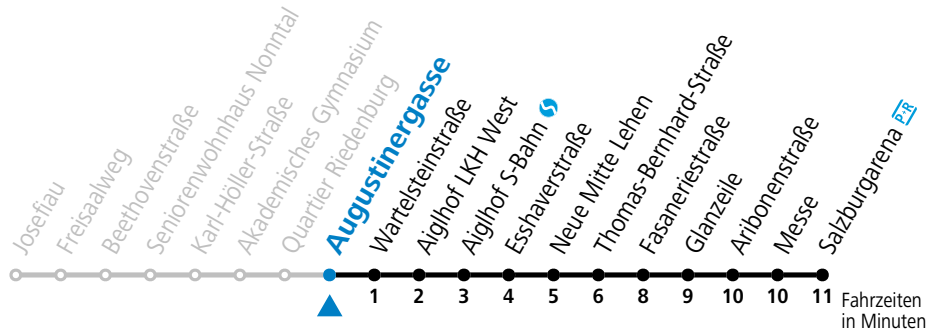 Josefiau
Freisaalweg
Beethovenstraße
Seniorenwohnhaus Nonntal
Karl-Höller-Straße
Akademisches Gymnasium
Quartier Riedenburg
Augustinergasse
Wartelsteinstraße
Aiglhof LKH West
Aiglhof S-Bahn
Esshaverstraße
Neue Mitte Lehen
Thomas-Bernhard-Straße
Fasaneriestraße
Glanzeile
Aribonenstraße
Messe
Salzburgarena P+R
1 2 3 4 5 6 8 9 10 10 11 Fahrzeiten
in Minuten